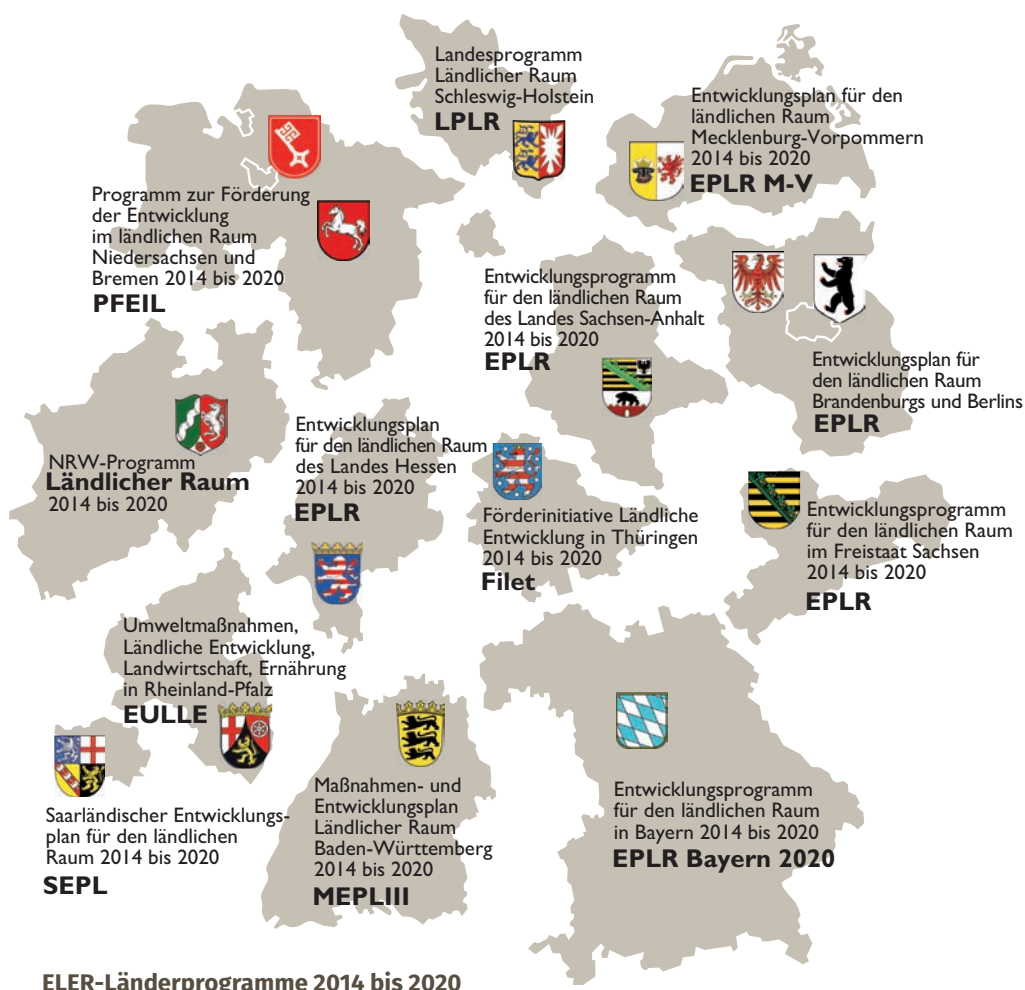 Landesprogramm
Ländlicher Raum
Schleswig-Holstein
LPLR
Entwicklungsplan für den
ländlichen Raum
Mecklenburg-Vorpommern
2014 bis 2020
EPLR M-V
Programm zur Förderung
der Entwicklung
im ländlichen Raum
Niedersachsen und
Bremen 2014 bis 2020
PFEIL
Entwicklungsprogramm
für den ländlichen Raum
des Landes Sachsen-Anhalt
2014 bis 2020
EPLR
Entwicklungsplan für
den ländlichen Raum
Brandenburgs und Berlins
EPLR
NRW-Programm
Ländlicher Raum
2014 bis 2020
Entwicklungsplan
für den ländlichen Raum
des Landes Hessen
2014 bis 2020
EPLR
Förderinitiative Ländliche
Entwicklung in Thüringen
2014 bis 2020
Filet
Entwicklungsprogramm
für den ländlichen Raum
im Freistaat Sachsen
2014 bis 2020
EPLR
Umweltmaßnahmen,
Ländliche Entwicklung,
Landwirtschaft, Ernährung
in Rheinland-Pfalz
EULLE
Saarländischer Entwicklungs-
plan für den ländlichen
Raum 2014 bis 2020
SEPL
Maßnahmen- und
Entwicklungsplan
Ländlicher Raum
Baden-Württemberg
2014 bis 2020
MEPLIII
Entwicklungsprogramm
für den ländlichen Raum
in Bayern 2014 bis 2020
EPLR Bayern 2020
ELER-Länderprogramme 2014 bis 2020